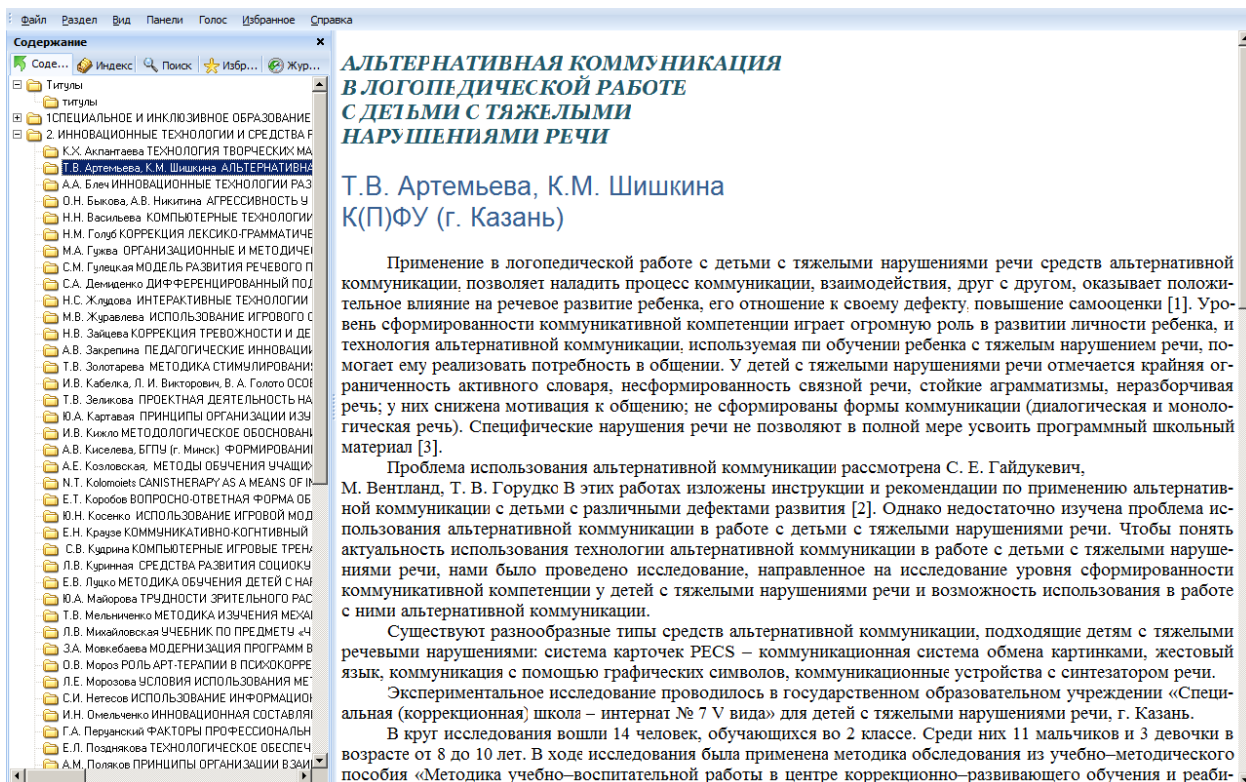 Файл Раздел Вид Панели Голос Избранное Справка
Содержание
Соде... Индекс Поиск Избр... Жур...
Титулы
титулы
1СПЕЦИАЛЬНОЕ И ИНКЛЮЗИВНОЕ ОБРАЗОВАНИЕ
2. ИННОВАЦИОННЫЕ ТЕХНОЛОГИИ И СРЕДСТВА Р
К.Х. Акпантаева ТЕХНОЛОГИЯ ТВОРЧЕСКИХ МА
Т.В. Артемьева, К.М. Шишкина АЛЬТЕРНАТИВНА
А.А. Блеч ИННОВАЦИОННЫЕ ТЕХНОЛОГИИ РАЗ
О.Н. Быкова, А.В. Никитина АГРЕССИВНОСТЬ У
Н.Н. Васильева КОМПЬЮТЕРНЫЕ ТЕХНОЛОГИИ
Н.М. Голуб КОРРЕКЦИЯ ЛЕКСИКО-ГРАММАТИЧЕ
М.А. Гужва ОРГАНИЗАЦИОННЫЕ И МЕТОДИЧЕ
С.М. Гулецкая МОДЕЛЬ РАЗВИТИЯ РЕЧЕВОГО П
С.А. Демиденко ДИФФЕРЕНЦИРОВАННЫЙ ПОД
Н.С. Жлудова ИНТЕРАКТИВНЫЕ ТЕХНОЛОГИИ
М.В. Журавлева ИСПОЛЬЗОВАНИЕ ИГРОВОГО С
Н.В. Зайцева КОРРЕКЦИЯ ТРЕВОЖНОСТИ И ДЕ
А.В. Закрепина ПЕДАГОГИЧЕСКИЕ ИННОВАЦИИ
Т.В. Золотарева МЕТОДИКА СТИМУЛИРОВАНИ
И.В. Кабелка, Л. И. Викторович, В. А. Голото ОСОБ
Т.В. Зеликова ПРОЕКТНАЯ ДЕЯТЕЛЬНОСТЬ НА
Ю.А. Картавая ПРИНЦИПЫ ОРГАНИЗАЦИИ ИЗУ
И.В. Кижло МЕТОДОЛОГИЧЕСКОЕ ОБОСНОВАН
А.В. Киселева, БГПУ (г. Минск) ФОРМИРОВАНИ
А.Е. Козловская, МЕТОДЫ ОБУЧЕНИЯ УЧАЩИХ
N.T. Kolomoiets CANISTHERAPY AS A MEANS OF IN
Е.Т. Коробов ВОПРОСНО-ОТВЕТНАЯ ФОРМА ОБ
Ю.Н. Косенко ИСПОЛЬЗОВАНИЕ ИГРОВОЙ МОД
Е.Н. Краузе КОММУНИКАТИВНО-КОГНТИВНЫЙ
С.В. Кудрина КОМПЬЮТЕРНЫЕ ИГРОВЫЕ ТРЕНА
Л.В. Куринная СРЕДСТВА РАЗВИТИЯ СОЦИОКУ
Е.В. Луцко МЕТОДИКА ОБУЧЕНИЯ ДЕТЕЙ С НАР
Ю.А. Майорова ТРУДНОСТИ ЗРИТЕЛЬНОГО РАС
Т.В. Мельниченко МЕТОДИКА ИЗУЧЕНИЯ МЕХА
Л.В. Михайловская УЧЕБНИК ПО ПРЕДМЕТУ «Ч
З.А. Мовкебаева МОДЕРНИЗАЦИЯ ПРОГРАММ В
О.В. Мороз РОЛЬ АРТ-ТЕРАПИИ В ПСИХОКОРРЕ
Л.Е. Морозова УСЛОВИЯ ИСПОЛЬЗОВАНИЯ МЕТ
С.И. Нетесов ИСПОЛЬЗОВАНИЕ ИНФОРМАЦИОН
И.Н. Омельченко ИННОВАЦИОННАЯ СОСТАВЛЯ
Г.А. Перуанский ФАКТОРЫ ПРОФЕССИОНАЛЬН
Е.Л. Позднякова ТЕХНОЛОГИЧЕСКОЕ ОБЕСПЕЧ
А.М. Поляков ПРИНЦИПЫ ОРГАНИЗАЦИИ ВЗАИ
АЛЬТЕРНАТИВНАЯ КОММУНИКАЦИЯ
В ЛОГОПЕДИЧЕСКОЙ РАБОТЕ
С ДЕТЬМИ С ТЯЖЕЛЫМИ
НАРУШЕНИЯМИ РЕЧИ
Т.В. Артемьева, К.М. Шишкина
К(П)ФУ (г. Казань)
Применение в логопедической работе с детьми с тяжелыми нарушениями речи средств альтернативной
коммуникации, позволяет наладить процесс коммуникации, взаимодействия, друг с другом, оказывает положи-
тельное влияние на речевое развитие ребенка, его отношение к своему дефекту, повышение самооценки [1]. Уро-
вень сформированности коммуникативной компетенции играет огромную роль в развитии личности ребенка, и
технология альтернативной коммуникации, используемая пи обучении ребенка с тяжелым нарушением речи, по-
могает ему реализовать потребность в общении. У детей с тяжелыми нарушениями речи отмечается крайняя ог-
раниченность активного словаря, несформированность связной речи, стойкие аграмматизмы, неразборчивая
речь; у них снижена мотивация к общению; не сформированы формы коммуникации (диалогическая и моноло-
гическая речь). Специфические нарушения речи не позволяют в полной мере усвоить программный школьный
материал [3].
Проблема использования альтернативной коммуникации рассмотрена С. Е. Гайдукевич,
М. Вентланд, Т. В. Горудко В этих работах изложены инструкции и рекомендации по применению альтернатив-
ной коммуникации с детьми с различными дефектами развития [2]. Однако недостаточно изучена проблема ис-
пользования альтернативной коммуникации в работе с детьми с тяжелыми нарушениями речи. Чтобы понять
актуальность использования технологии альтернативной коммуникации в работе с детьми с тяжелыми наруше-
ниями речи, нами было проведено исследование, направленное на исследование уровня сформированности
коммуникативной компетенции у детей с тяжелыми нарушениями речи и возможность использования в работе
с ними альтернативной коммуникации.
Существуют разнообразные типы средств альтернативной коммуникации, подходящие детям с тяжелыми
речевыми нарушениями: система карточек PECS – коммуникационная система обмена картинками, жестовый
язык, коммуникация с помощью графических символов, коммуникационные устройства с синтезатором речи.
Экспериментальное исследование проводилось в государственном образовательном учреждении «Специ-
альная (коррекционная) школа – интернат № 7 V вида» для детей с тяжелыми нарушениями речи, г. Казань.
В круг исследования вошли 14 человек, обучающихся во 2 классе. Среди них 11 мальчиков и 3 девочки в
возрасте от 8 до 10 лет. В ходе исследования была применена методика обследования из учебно–методического
пособия «Методика учебно–воспитательной работы в центре коррекционно–развивающего обучения и реаби-